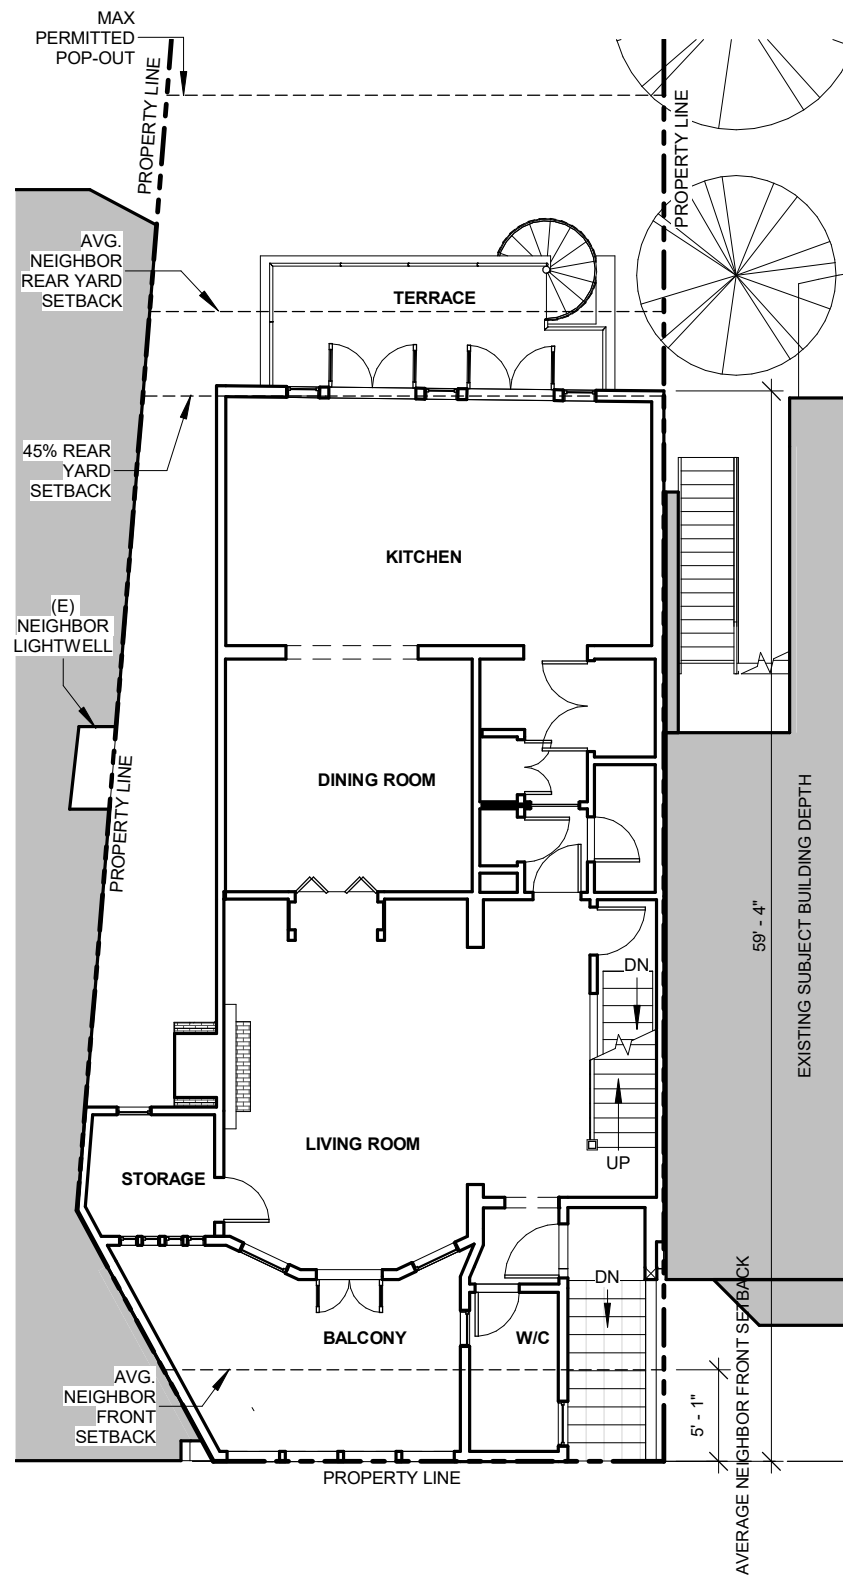 MAX
PERMITTED
POP-OUT
PROPERTY LINE
PROPERTY LINE
AVG.
NEIGHBOR
REAR YARD
SETBACK
TERRACE
45% REAR
YARD
SETBACK
KITCHEN
(E)
NEIGHBOR
LIGHTWELL
PROPERTY LINE
DINING ROOM
EXISTING SUBJECT BUILDING DEPTH
59' - 4"
DN
LIVING ROOM
UP
STORAGE
DN
BALCONY
W/C
AVG.
NEIGHBOR
FRONT
SETBACK
5' - 1"
AVERAGE NEIGHBOR FRONT SETBACK
PROPERTY LINE